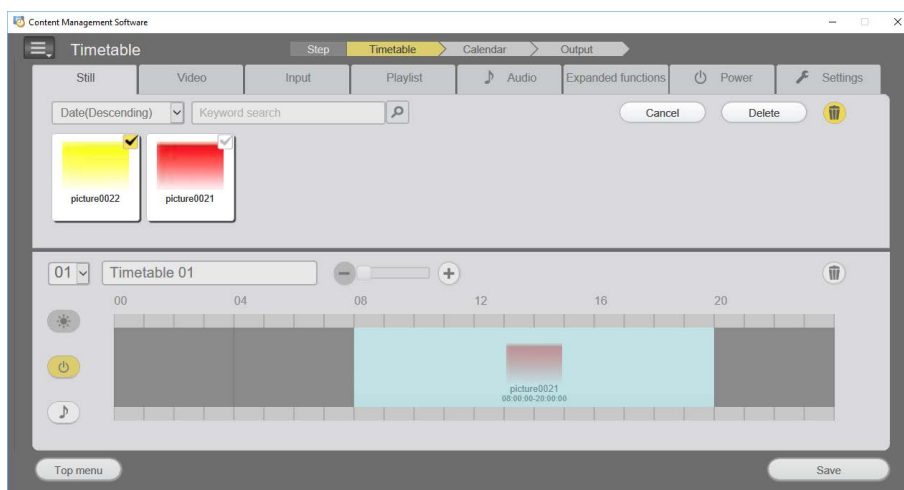 Content Management Software
Timetable
Step Timetable Calendar Output
Still Video Input Playlist Audio Expanded functions Power Settings
Date(Descending) Keyword search Cancel Delete
picture0022 picture0021
01 Timetable 01
00 04 08 12 16 20
picture0021
08:00:00-20:00:00
Top menu Save